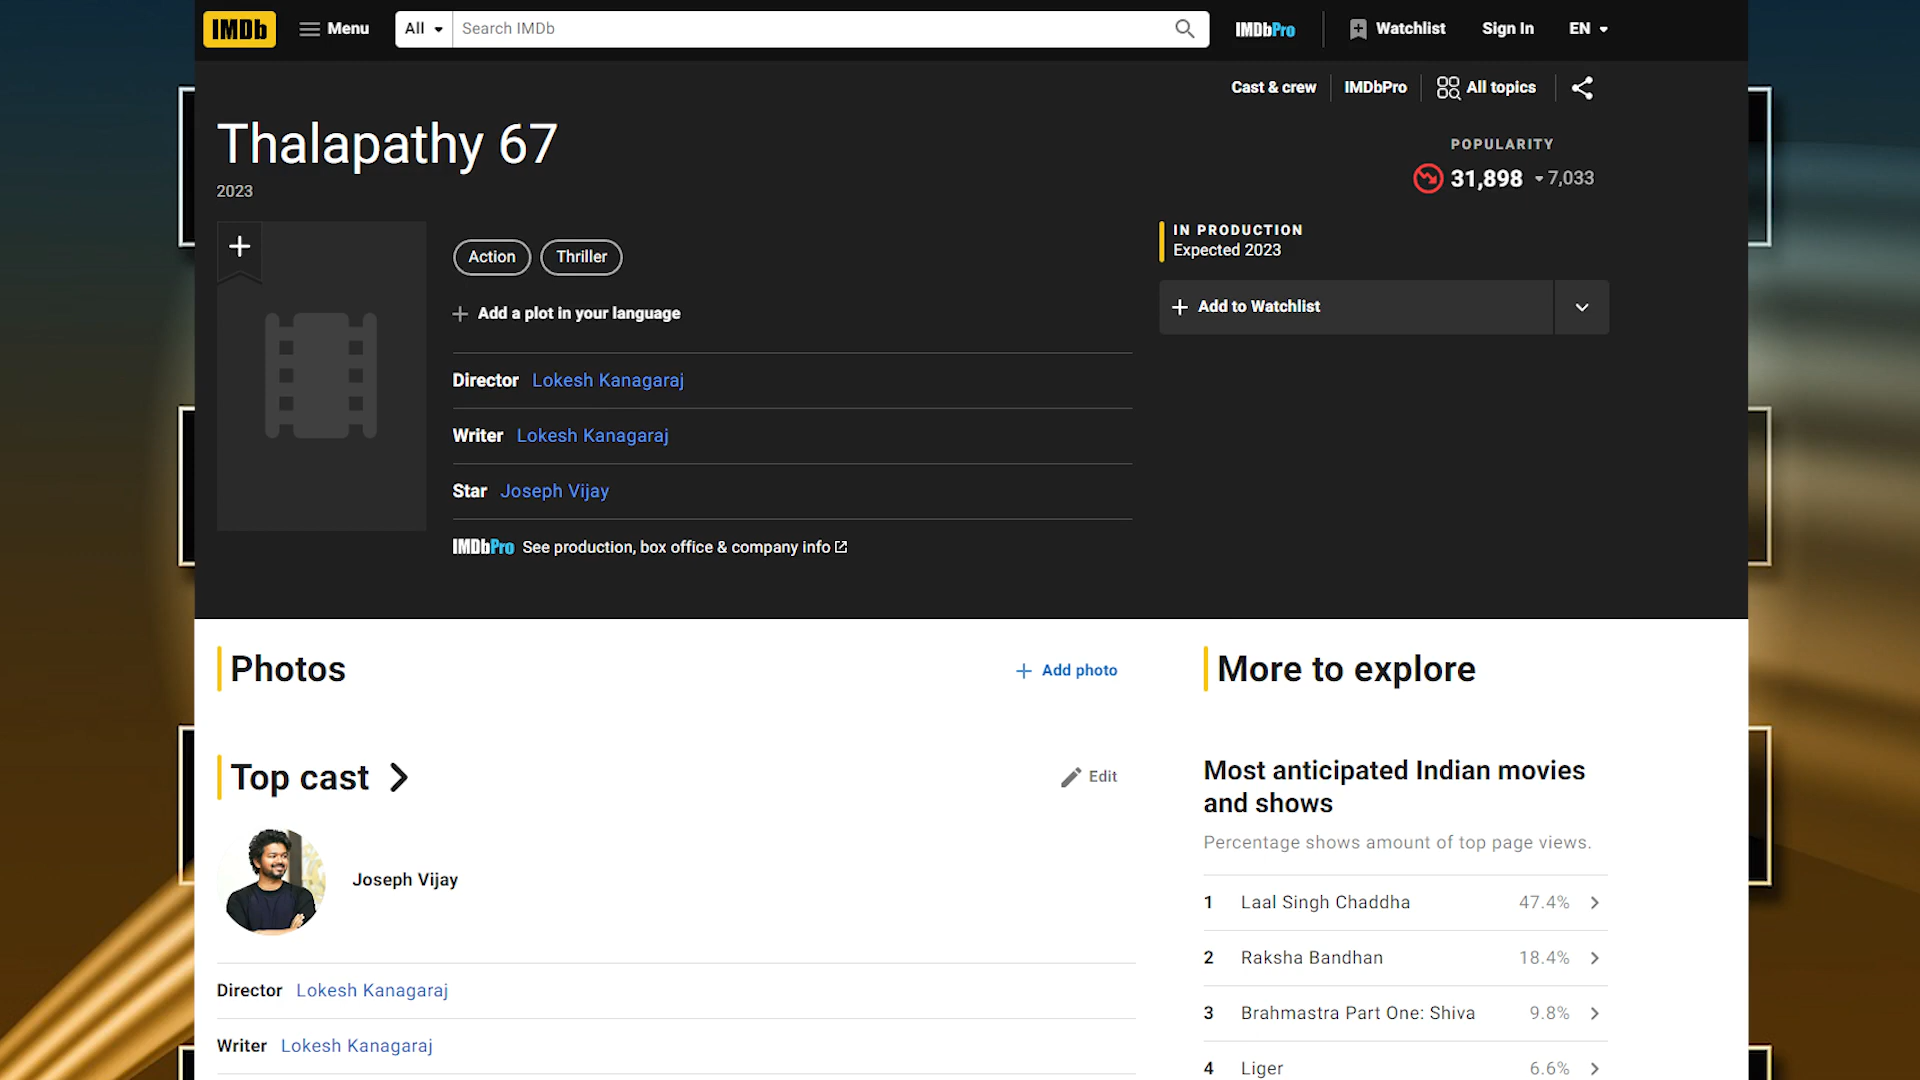 IMDb
Menu
All
Search IMDb
IMDbPro
Watchlist
Sign In
EN
Cast & crew
IMDbPro
All topics
Thalapathy 67
2023
POPULARITY
31,898
7,033
Action
Thriller
IN PRODUCTION
Expected 2023
Add a plot in your language
Add to Watchlist
Director Lokesh Kanagaraj
Writer Lokesh Kanagaraj
Star Joseph Vijay
IMDbPro See production, box office & company info
Photos
Add photo
Top cast
Edit
Joseph Vijay
Director Lokesh Kanagaraj
Writer Lokesh Kanagaraj
More to explore
Most anticipated Indian movies
and shows
Percentage shows amount of top page views.
1 Laal Singh Chaddha 47.4%
2 Raksha Bandhan 18.4%
3 Brahmastra Part One: Shiva 9.8%
4 Liger 6.6%